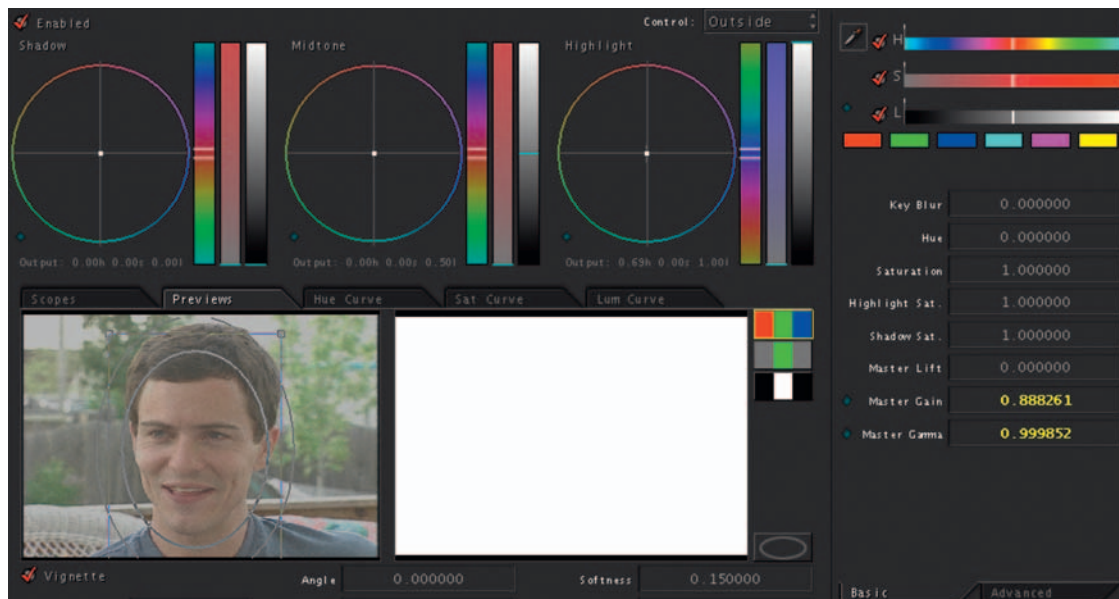 Enabled
Control: Outside
Shadow
Midtone
Highlight
H
S
L
Output: 0.00h 0.00s 0.00l
Output: 0.00h 0.00s 0.50l
Output: 0.69h 0.00s 1.00l
Key Blur 0.000000
Hue 0.000000
Saturation 1.000000
Highlight Sat. 1.000000
Shadow Sat. 1.000000
Master Lift 0.000000
Master Gain 0.888261
Master Gamma 0.999852
Scopes
Previews
Hue Curve
Sat Curve
Lum Curve
Vignette
Angle 0.000000
Softness 0.150000
Basic
Advanced